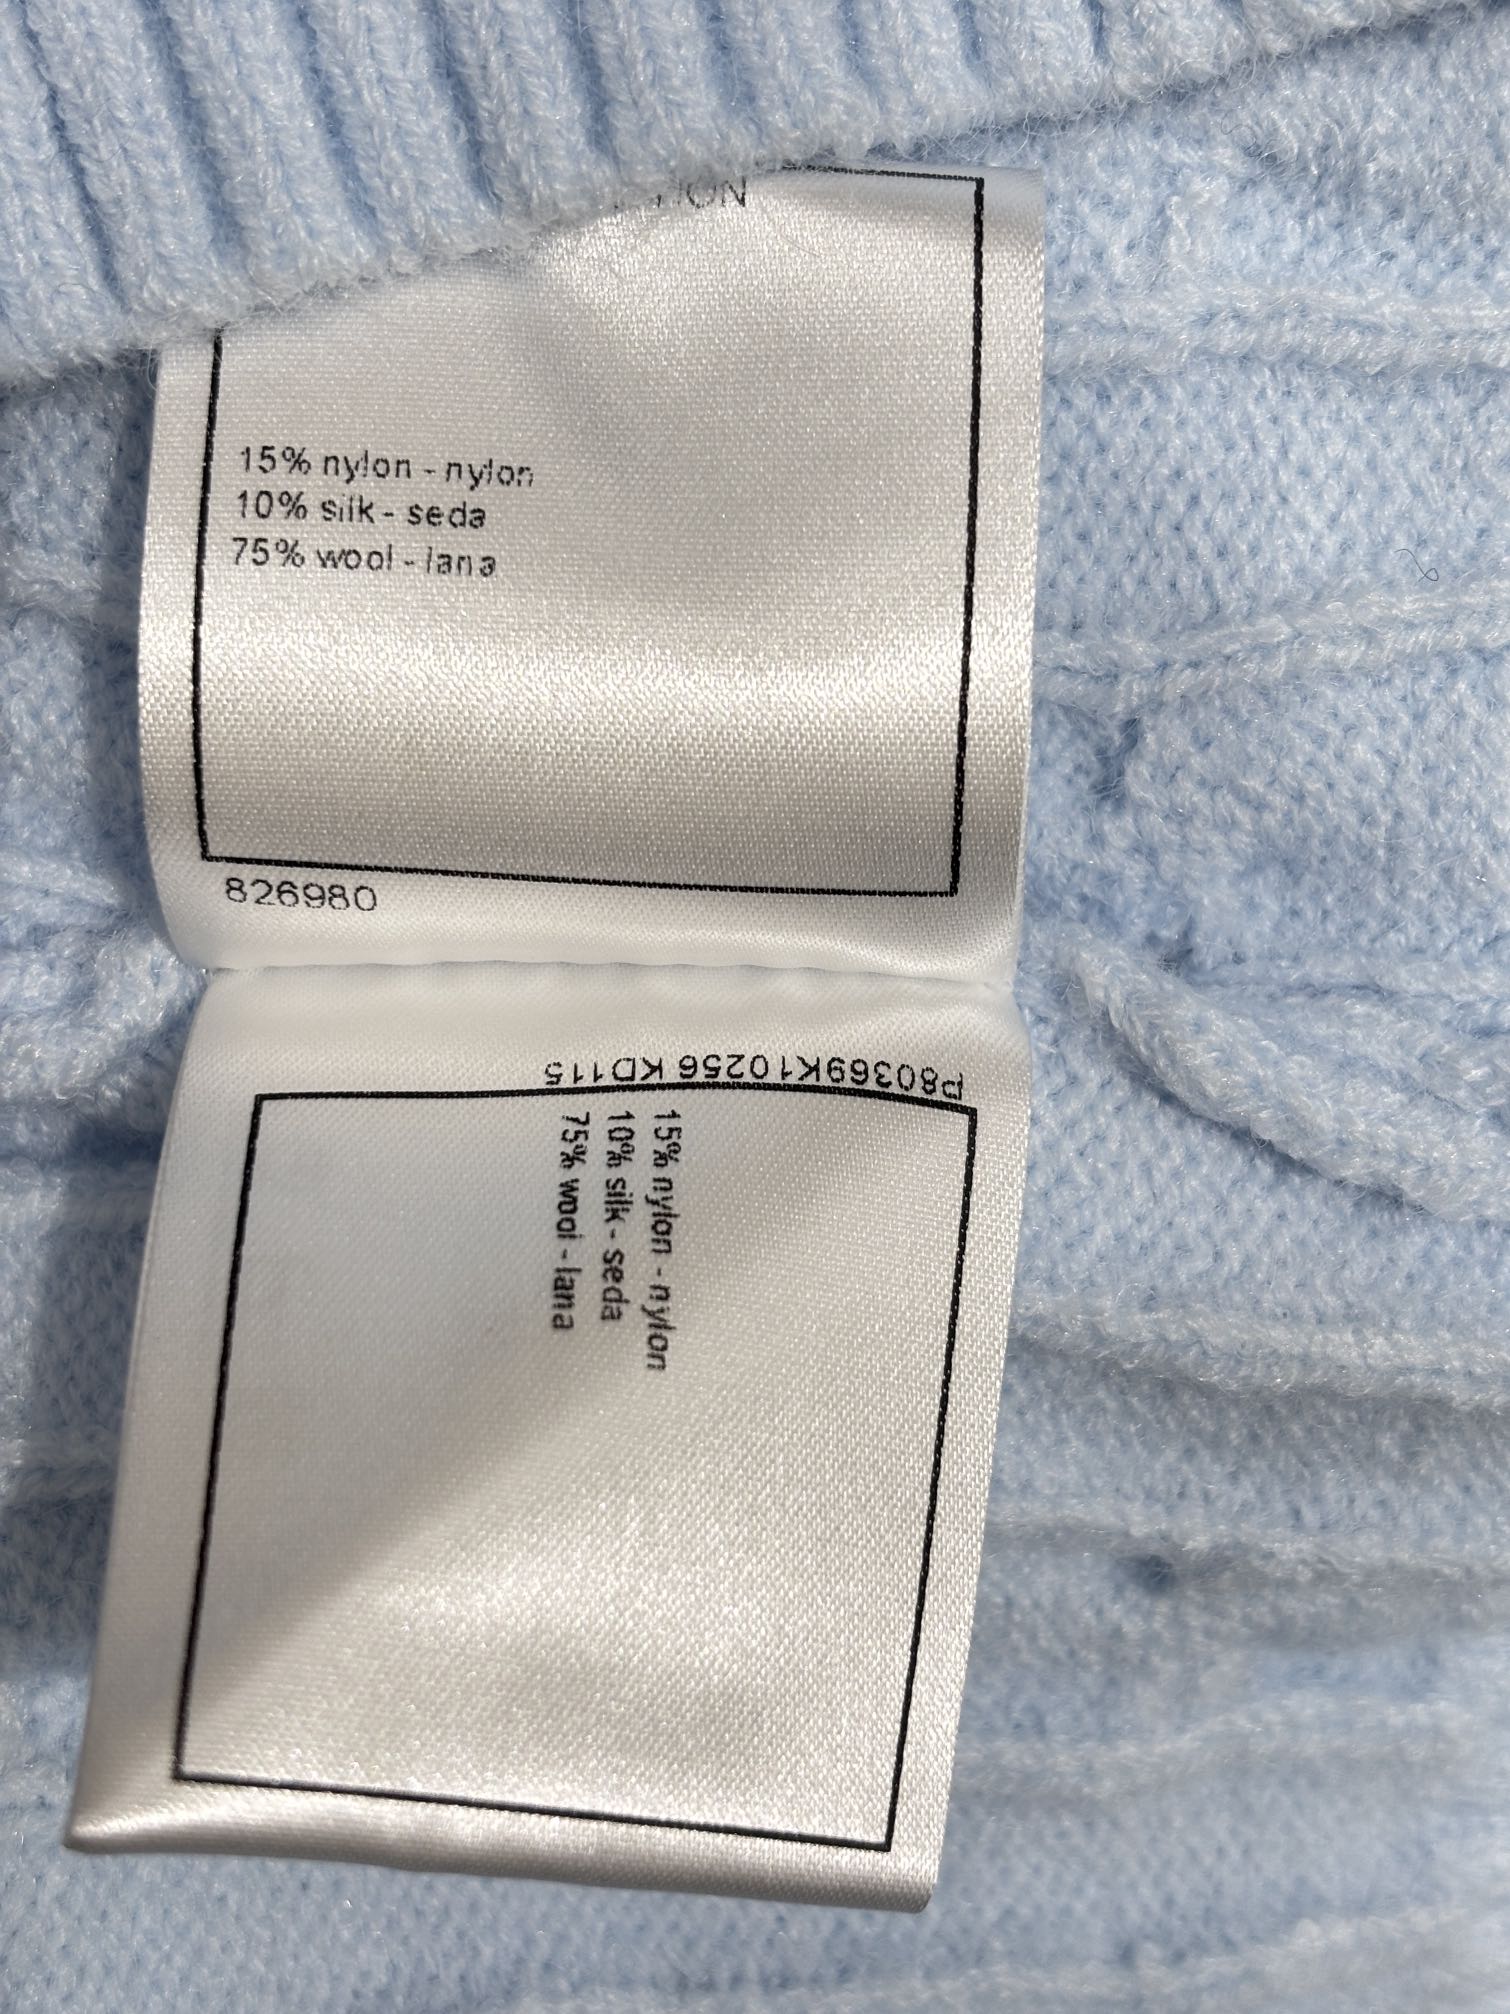 15% nylon - nylon
10% silk - seda
75% wool - lana
826980
P80369K10256 KD115
15% nylon - nylon
10% silk - seda
75% wool - lana